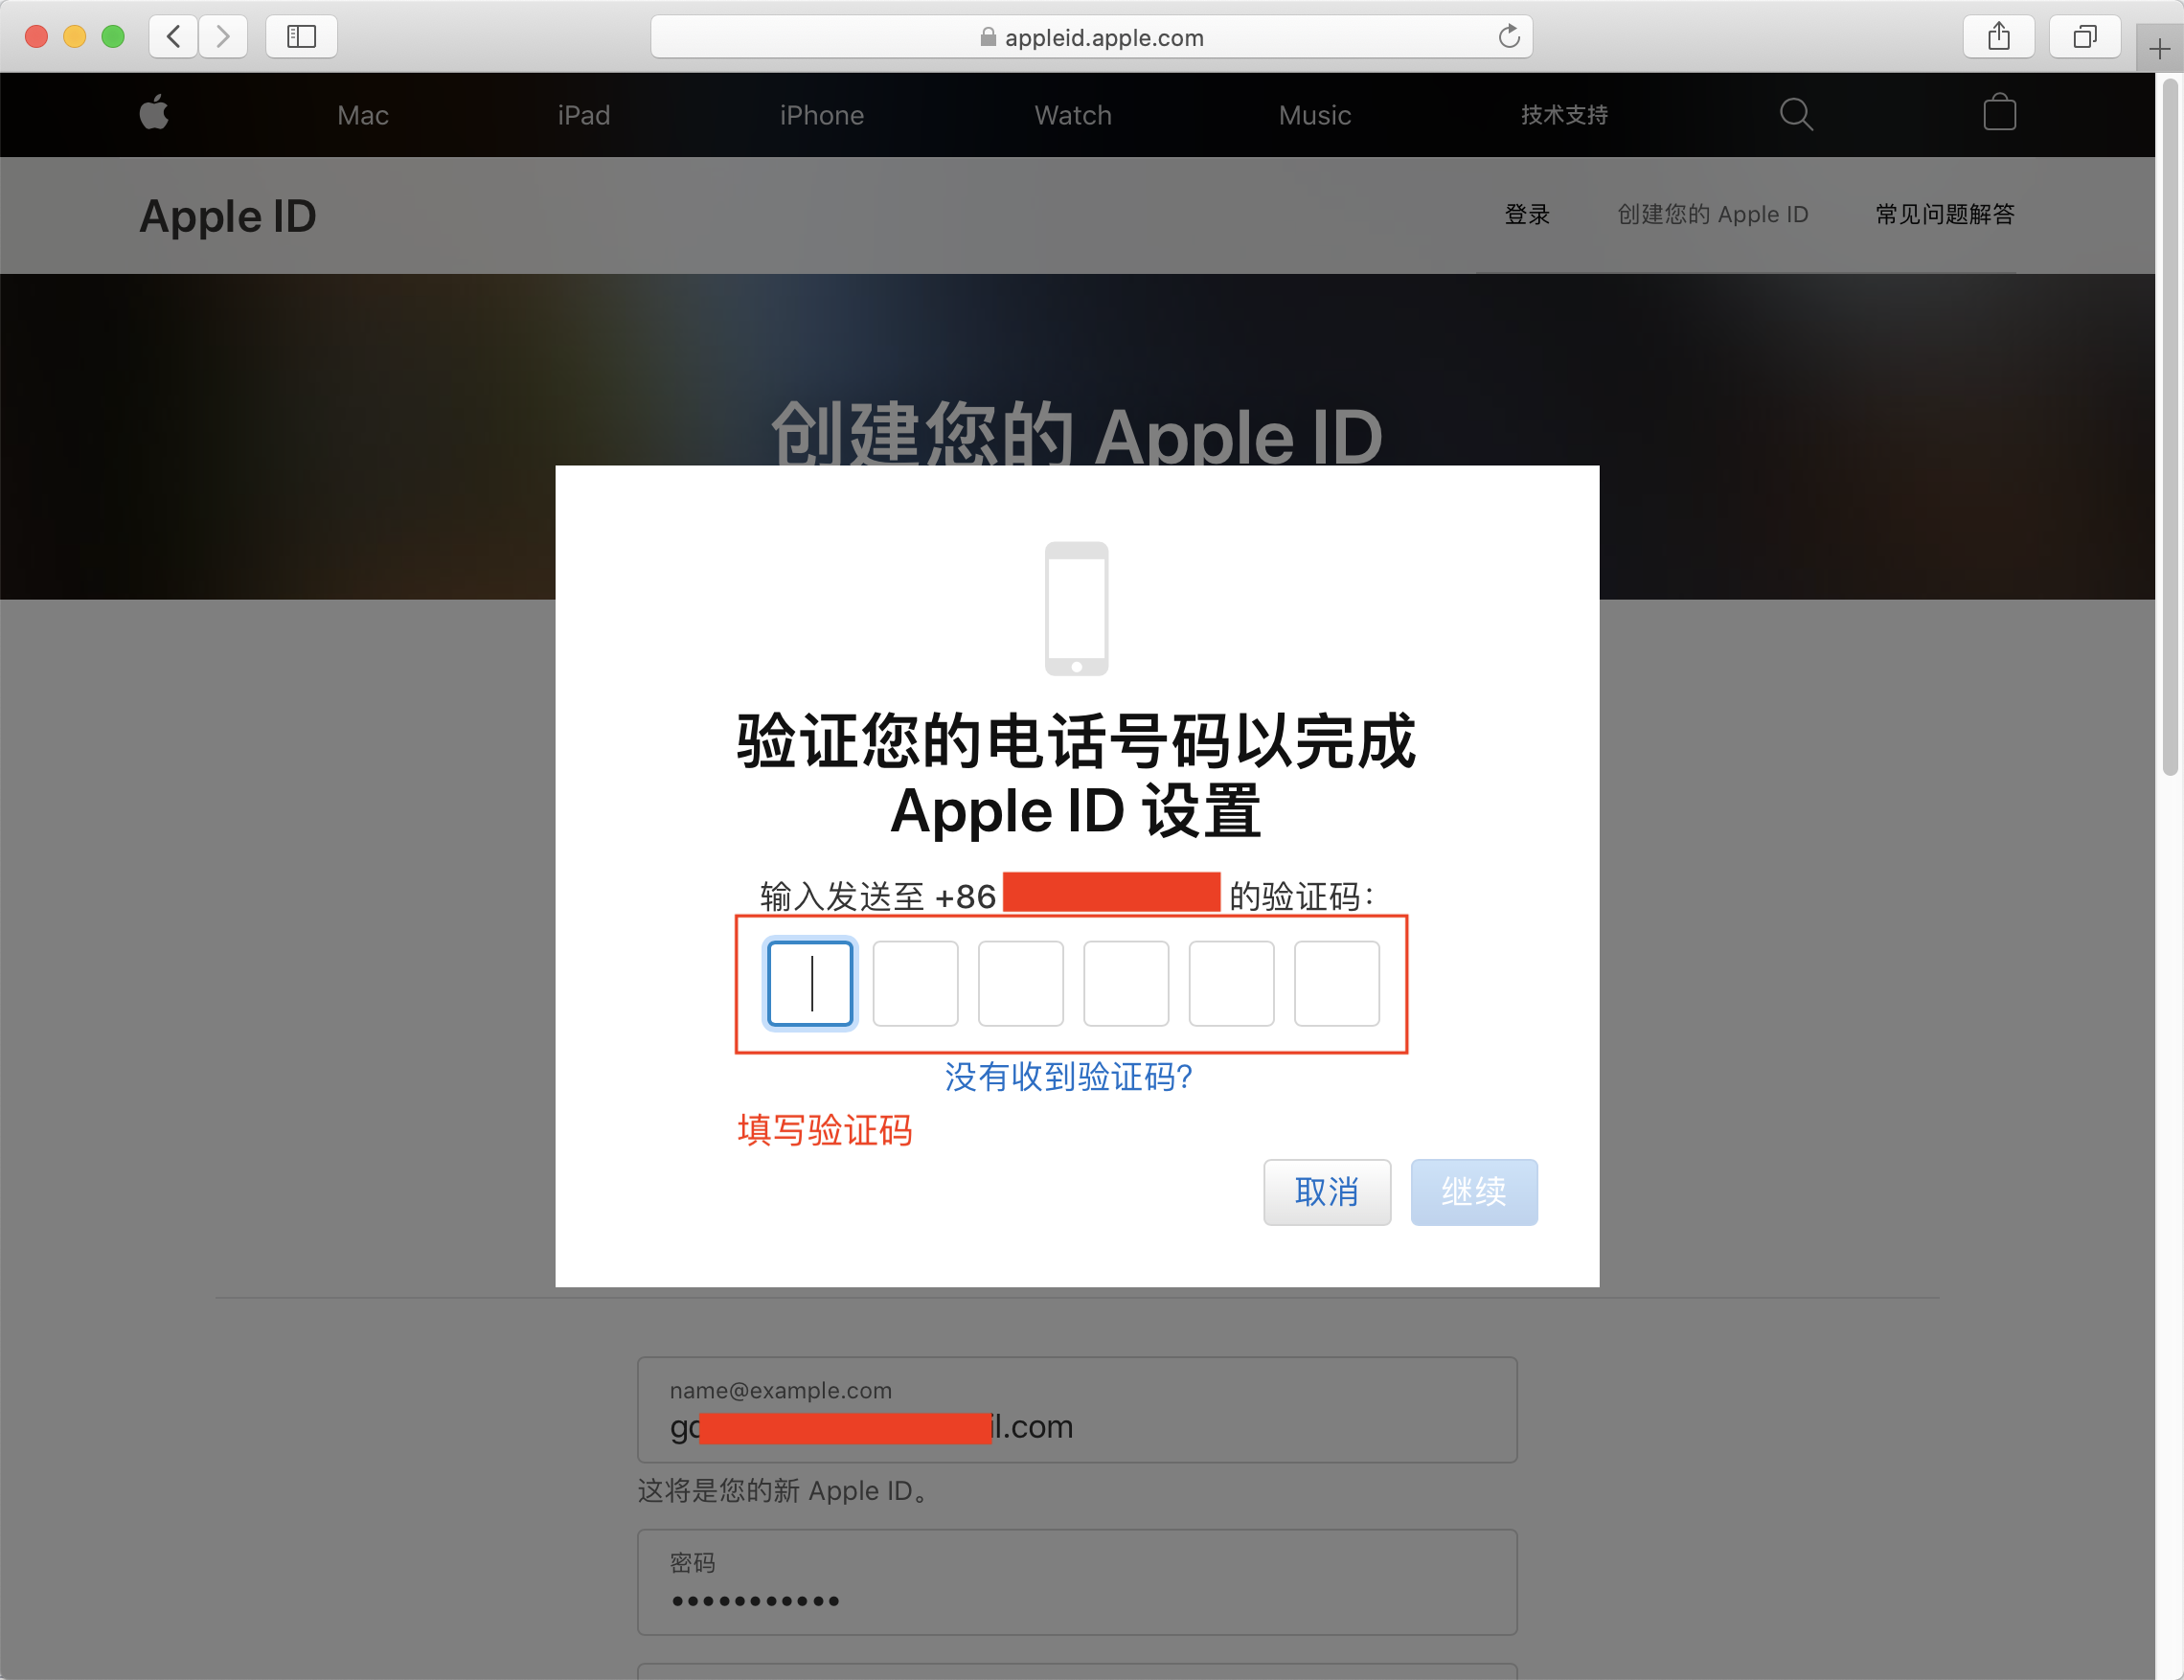 appleid.apple.com
Mac iPad iPhone Watch Music 技术支持
Apple ID 登录 创建您的 Apple ID 常见问题解答
创建您的 Apple ID
验证您的电话号码以完成
Apple ID 设置
输入发送至 +86 的验证码：
没有收到验证码?
填写验证码
取消 继续
name@example.com
il.com
这将是您的新 Apple ID。
密码
•••••••••••